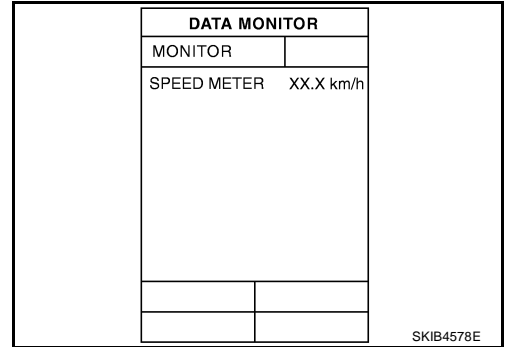 DATA MONITOR
MONITOR
SPEED METER XX.X km/h
SKIB4578E